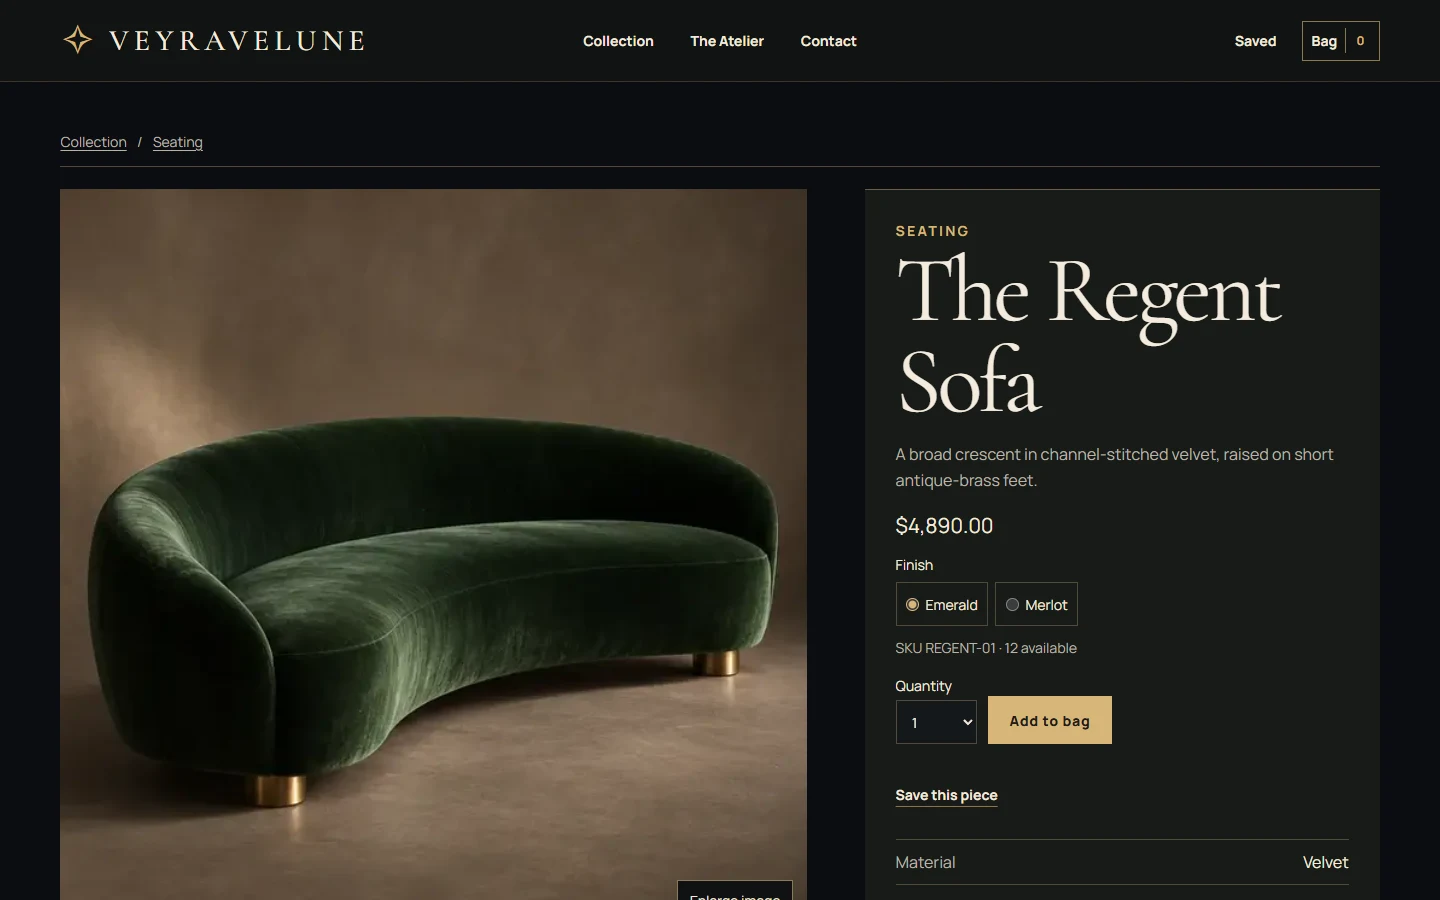 VEYRAVELUNE
Collection
The Atelier
Contact
Saved
Bag 0
Collection / Seating
SEATING
The Regent
Sofa
A broad crescent in channel-stitched velvet, raised on short
antique-brass feet.
$4,890.00
Finish
Emerald
Merlot
SKU REGENT-01 · 12 available
Quantity
1
Add to bag
Save this piece
Material Velvet
Enlarge image